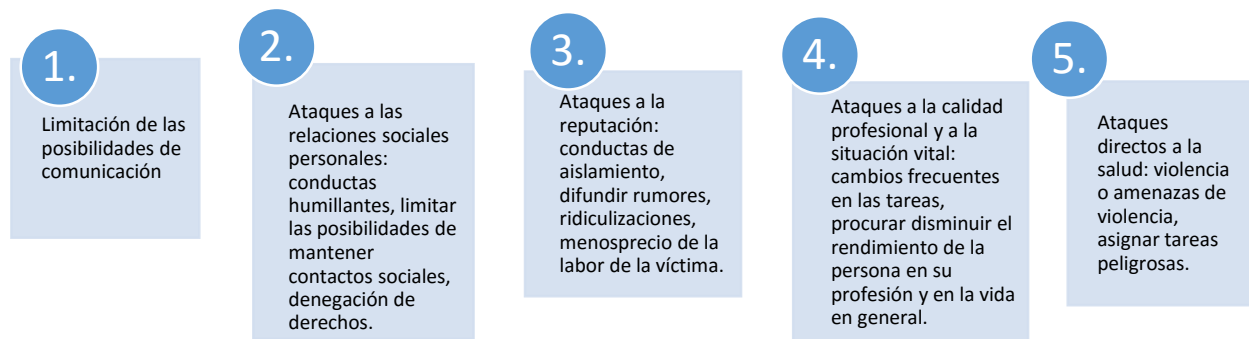 1.
Limitación de las
posibilidades de
comunicación
2.
Ataques a las
relaciones sociales
personales:
conductas
humillantes, limitar
las posibilidades de
mantener
contactos sociales,
denegación de
derechos.
3.
Ataques a la
reputación:
conductas de
aislamiento,
difundir rumores,
ridiculizaciones,
menosprecio de la
labor de la víctima.
4.
Ataques a la calidad
profesional y a la
situación vital:
cambios frecuentes
en las tareas,
procurar disminuir el
rendimiento de la
persona en su
profesión y en la vida
en general.
5.
Ataques
directos a la
salud: violencia
o amenazas de
violencia,
asignar tareas
peligrosas.